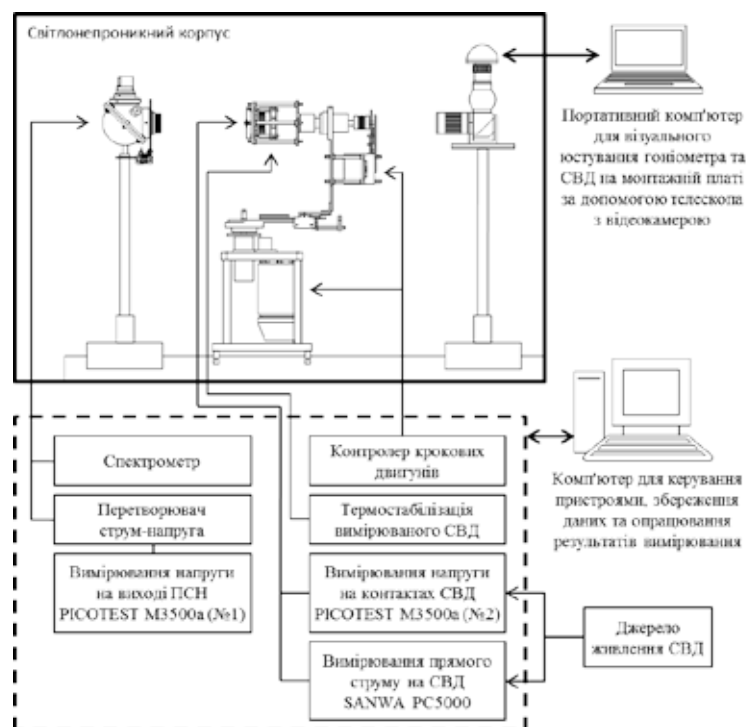 Світлонепроникний корпус
Портативний комп'ютер
для візуального
юстування гоніометра та
СВД на монтажній платі
за допомогою телескопа
з відеокамерою
Спектрометр
Перетворювач
струм-напруга
Вимірювання напруги
на виході ПСН
PICOTEST M3500a (№1)
Контролер крокових
двигунів
Термостабілізація
вимірюваного СВД
Вимірювання напруги
на контактах СВД
PICOTEST M3500a (№2)
Вимірювання прямого
струму на СВД
SANWA PC5000
Комп'ютер для керування
пристроями, збереження
даних та опрацювання
результатів вимірювання
Джерело
живлення СВД